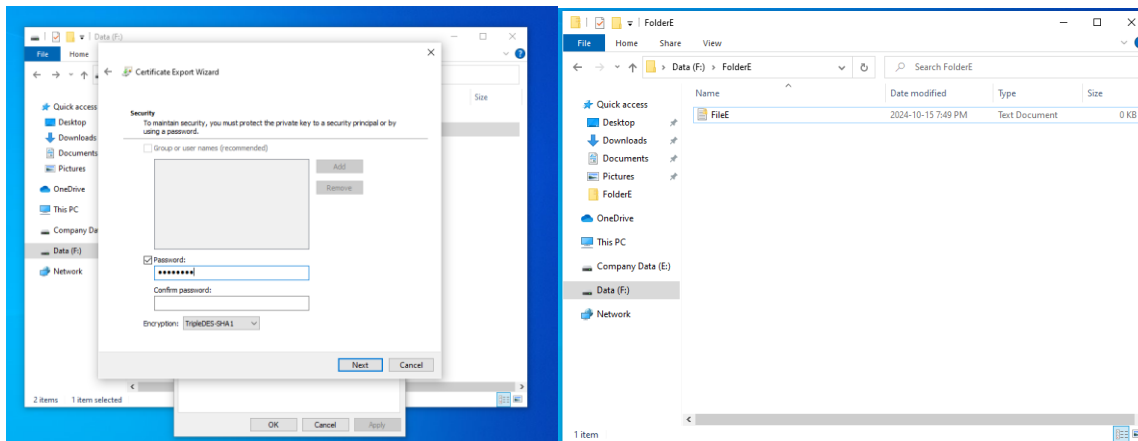 Data (F:)
File
Home
Size
Quick access
Desktop
Downloads
Documents
Pictures
OneDrive
This PC
Company Da
Data (F:)
Network
2 items
1 item selected
Certificate Export Wizard
Security
To maintain security, you must protect the private key to a security principal or by
using a password.
Group or user names (recommended)
Add
Remove
Password:
••••••••
Confirm password:
Encryption:
TripleDES-SHA1
Next
Cancel
OK
Cancel
Apply
FolderE
File
Home
Share
View
Data (F:) › FolderE
Search FolderE
Name
Date modified
Type
Size
FileE
2024-10-15 7:49 PM
Text Document
0 KB
Quick access
Desktop
Downloads
Documents
Pictures
FolderE
OneDrive
This PC
Company Data (E:)
Data (F:)
Network
1 item